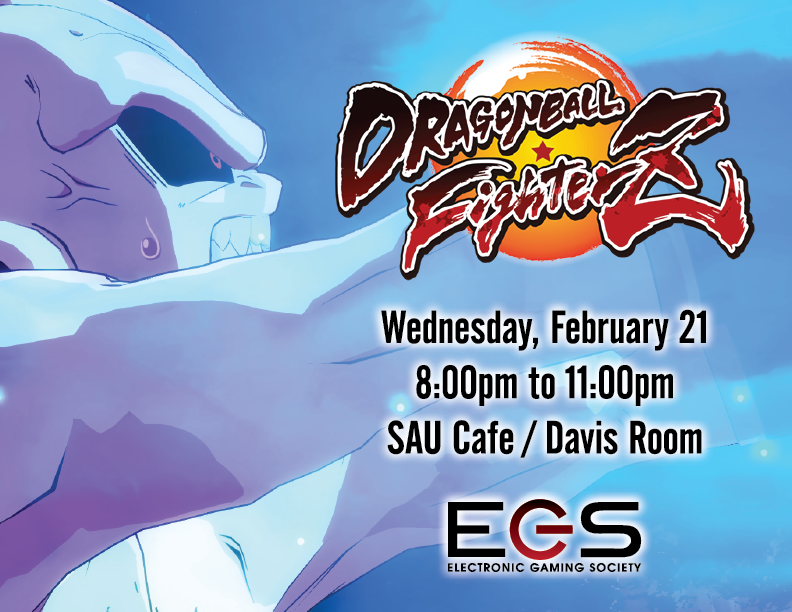 DRAGONBALL
FighterZ
Wednesday, February 21
8:00pm to 11:00pm
SAU Cafe / Davis Room
EGS
ELECTRONIC GAMING SOCIETY